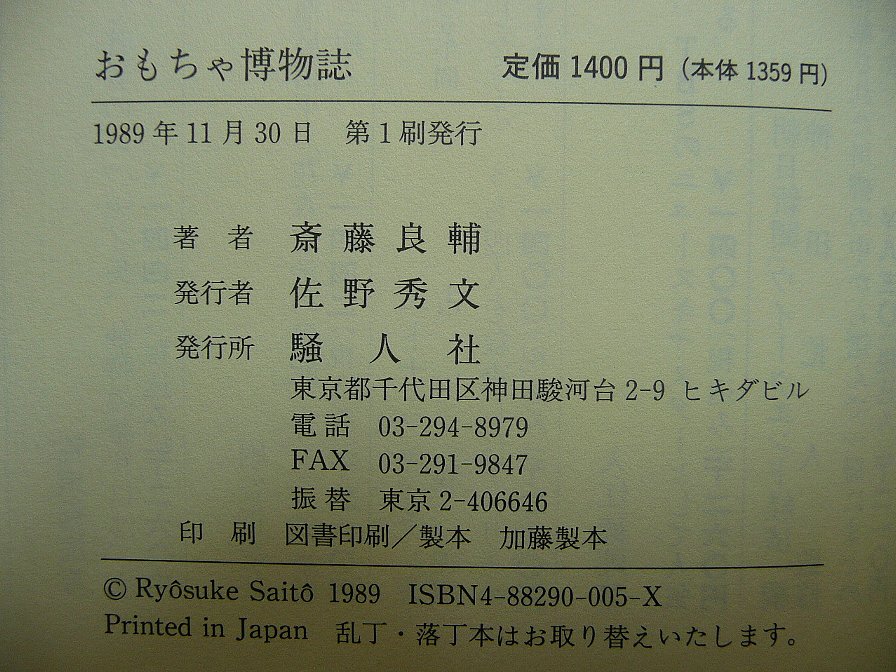 おもちゃ博物誌 定価 1400 円 (本体 1359 円)
1989 年 11 月 30 日 第 1 刷発行
著 者 斎 藤 良 輔
発行者 佐 野 秀 文
発行所 騒 人 社
東京都千代田区神田駿河台 2-9 ヒキダビル
電 話 03-294-8979
FAX 03-291-9847
振 替 東京 2-406646
印 刷 図書印刷/製本 加藤製本
© Ryôsuke Saitô 1989 ISBN4-88290-005-X
Printed in Japan 乱丁・落丁本はお取り替えいたします。